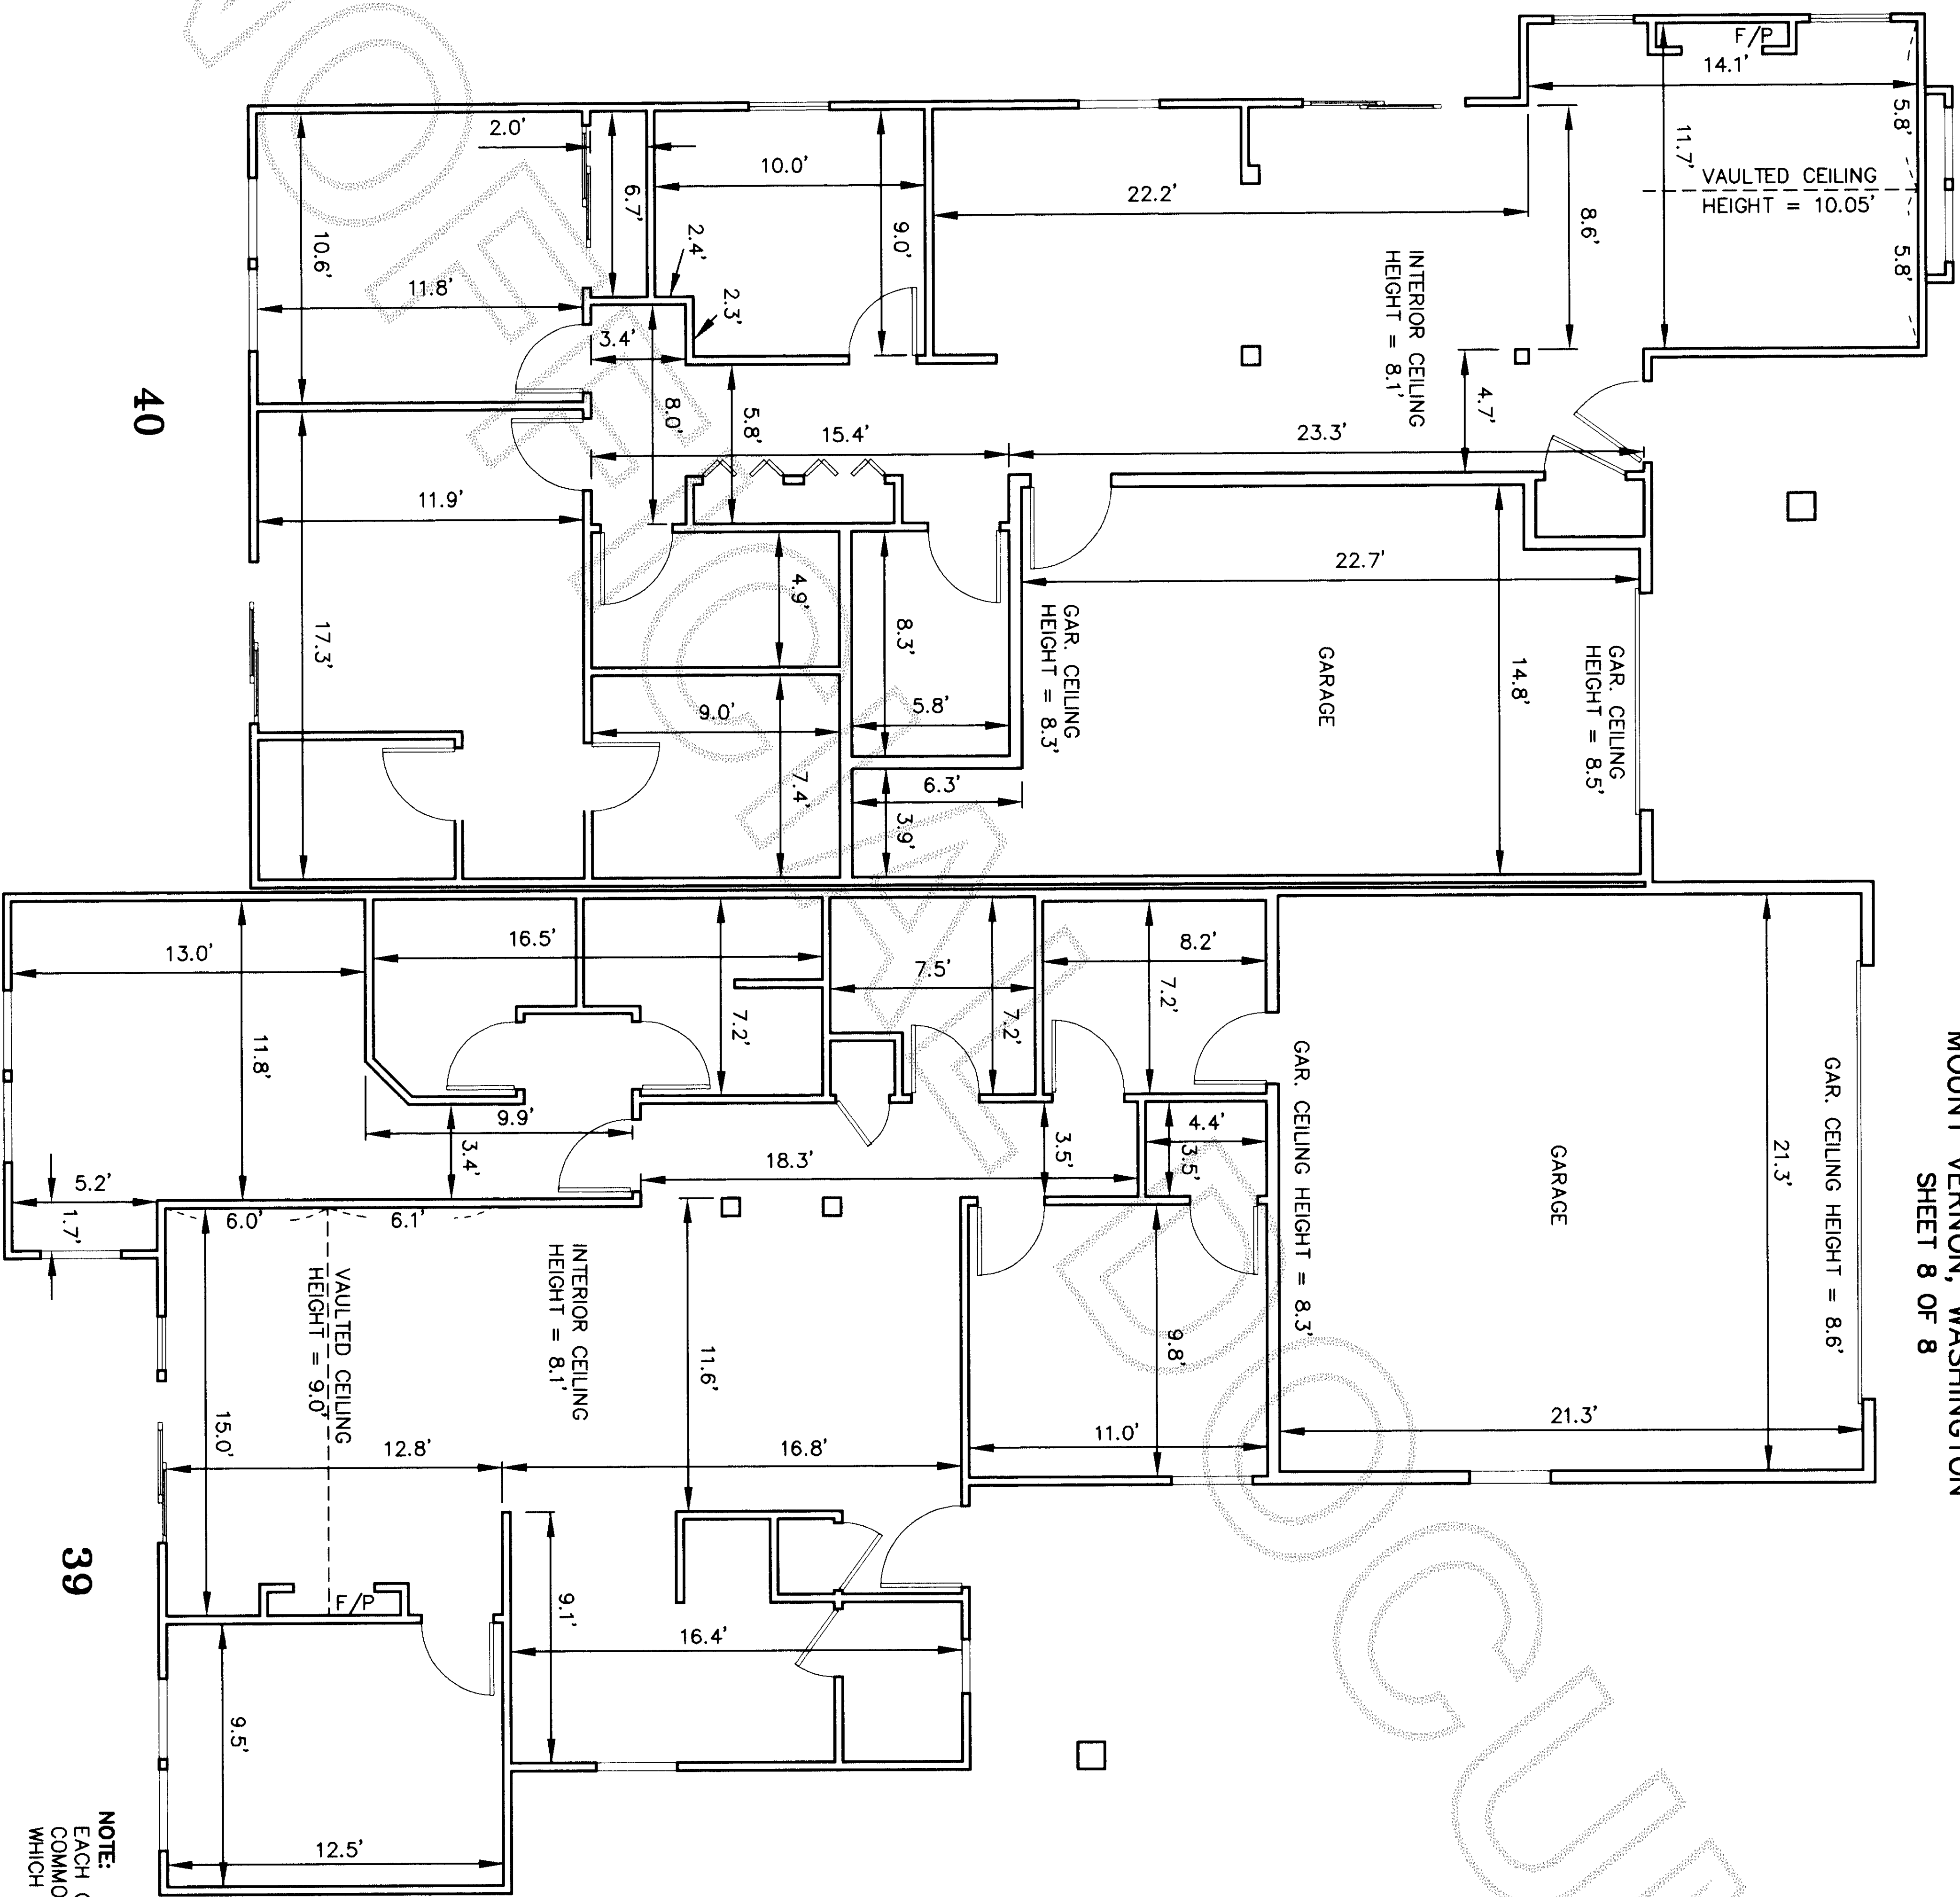 MOUNT VERNON, WASHINGTON
SHEET 8 OF 8
F/P
14.1'
5.8'
11.7'
VAULTED CEILING
HEIGHT = 10.05'
5.8'
2.0'
6.7'
10.0'
9.0'
22.2'
8.6'
2.4'
2.3'
10.6'
11.8'
3.4'
INTERIOR CEILING
HEIGHT = 8.1'
4.7'
8.0'
5.8'
15.4'
23.3'
40
11.9'
17.3'
4.9'
8.3'
5.8'
9.0'
7.4'
6.3'
3.9'
22.7'
GAR. CEILING
HEIGHT = 8.3'
GARAGE
14.8'
GAR. CEILING
HEIGHT = 8.5'
13.0'
11.8'
16.5'
7.2'
7.5'
7.2'
8.2'
7.2'
GAR. CEILING HEIGHT = 8.3'
GARAGE
21.3'
GAR. CEILING HEIGHT = 8.6'
21.3'
9.9'
3.4'
18.3'
3.5'
4.4'
3.5'
5.2'
1.7'
6.0'
6.1'
VAULTED CEILING
HEIGHT = 9.0'
INTERIOR CEILING
HEIGHT = 8.1'
11.6'
9.8'
11.0'
15.0'
12.8'
16.8'
F/P
9.1'
16.4'
39
9.5'
12.5'
NOTE:
EACH
COMMO
WHICH
UNOFFICIAL DOCUM